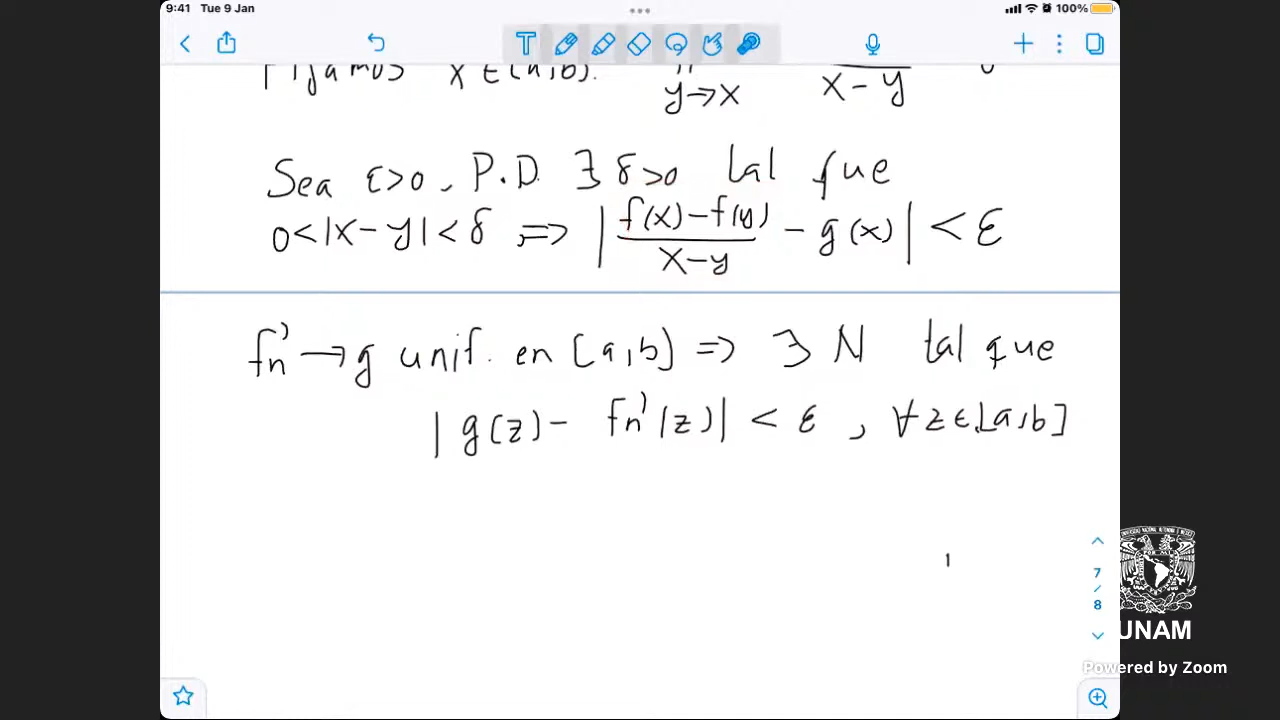 9:41 Tue 9 Jan
100%
Fijamos x ∈ [a,b].
y→x
x-y
Sea ε>0, P.D. ∃ δ>0 tal que
0<|x-y|<δ, ⇒ | f(x)-f(y) / x-y - g(x) | < ε
fn' → g unif. en [a,b] ⇒ ∃ N tal que
| g(z) - fn'(z) | < ε , ∀ z ∈ [a,b]
7
8
UNAM
Powered by Zoom